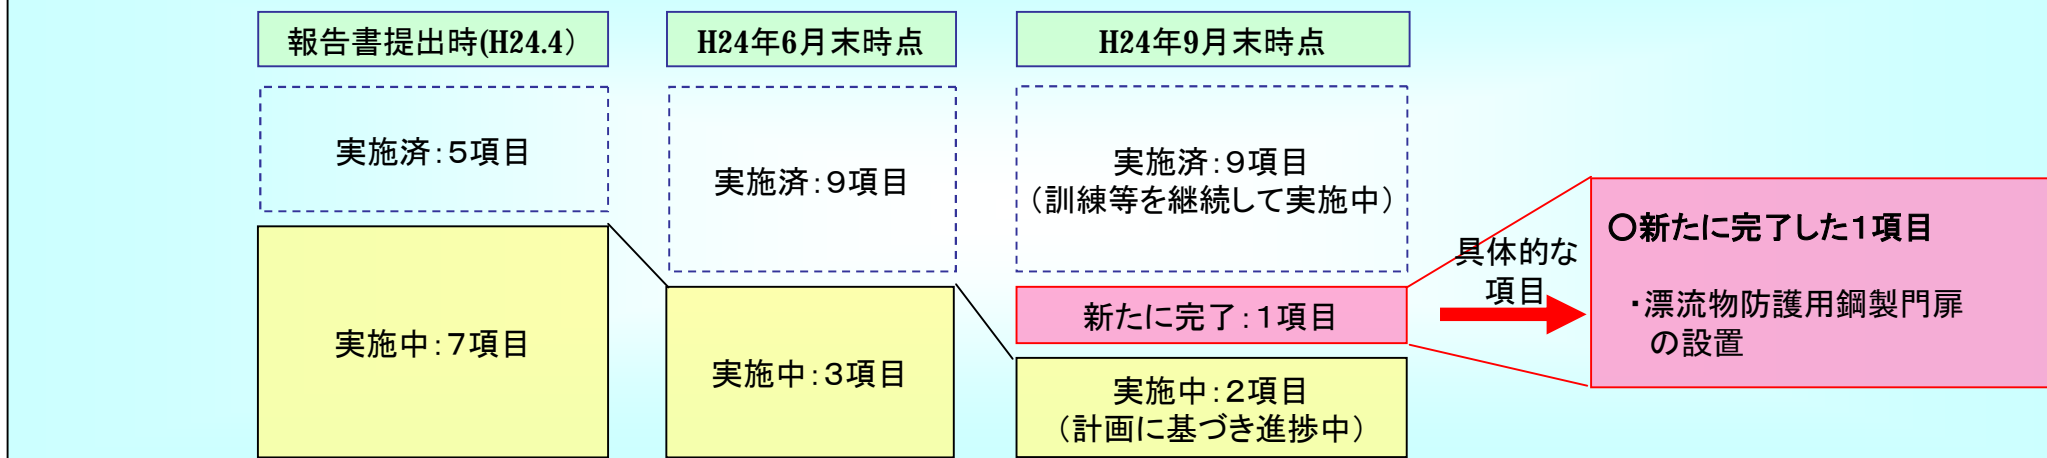 報告書提出時(H24.4)
H24年6月末時点
H24年9月末時点
実施済：５項目
実施中：７項目
実施済：９項目
実施中：３項目
実施済：９項目
（訓練等を継続して実施中）
新たに完了：１項目
実施中：２項目
（計画に基づき進捗中）
具体的な
項目
○新たに完了した１項目
・漂流物防護用鋼製門扉
の設置